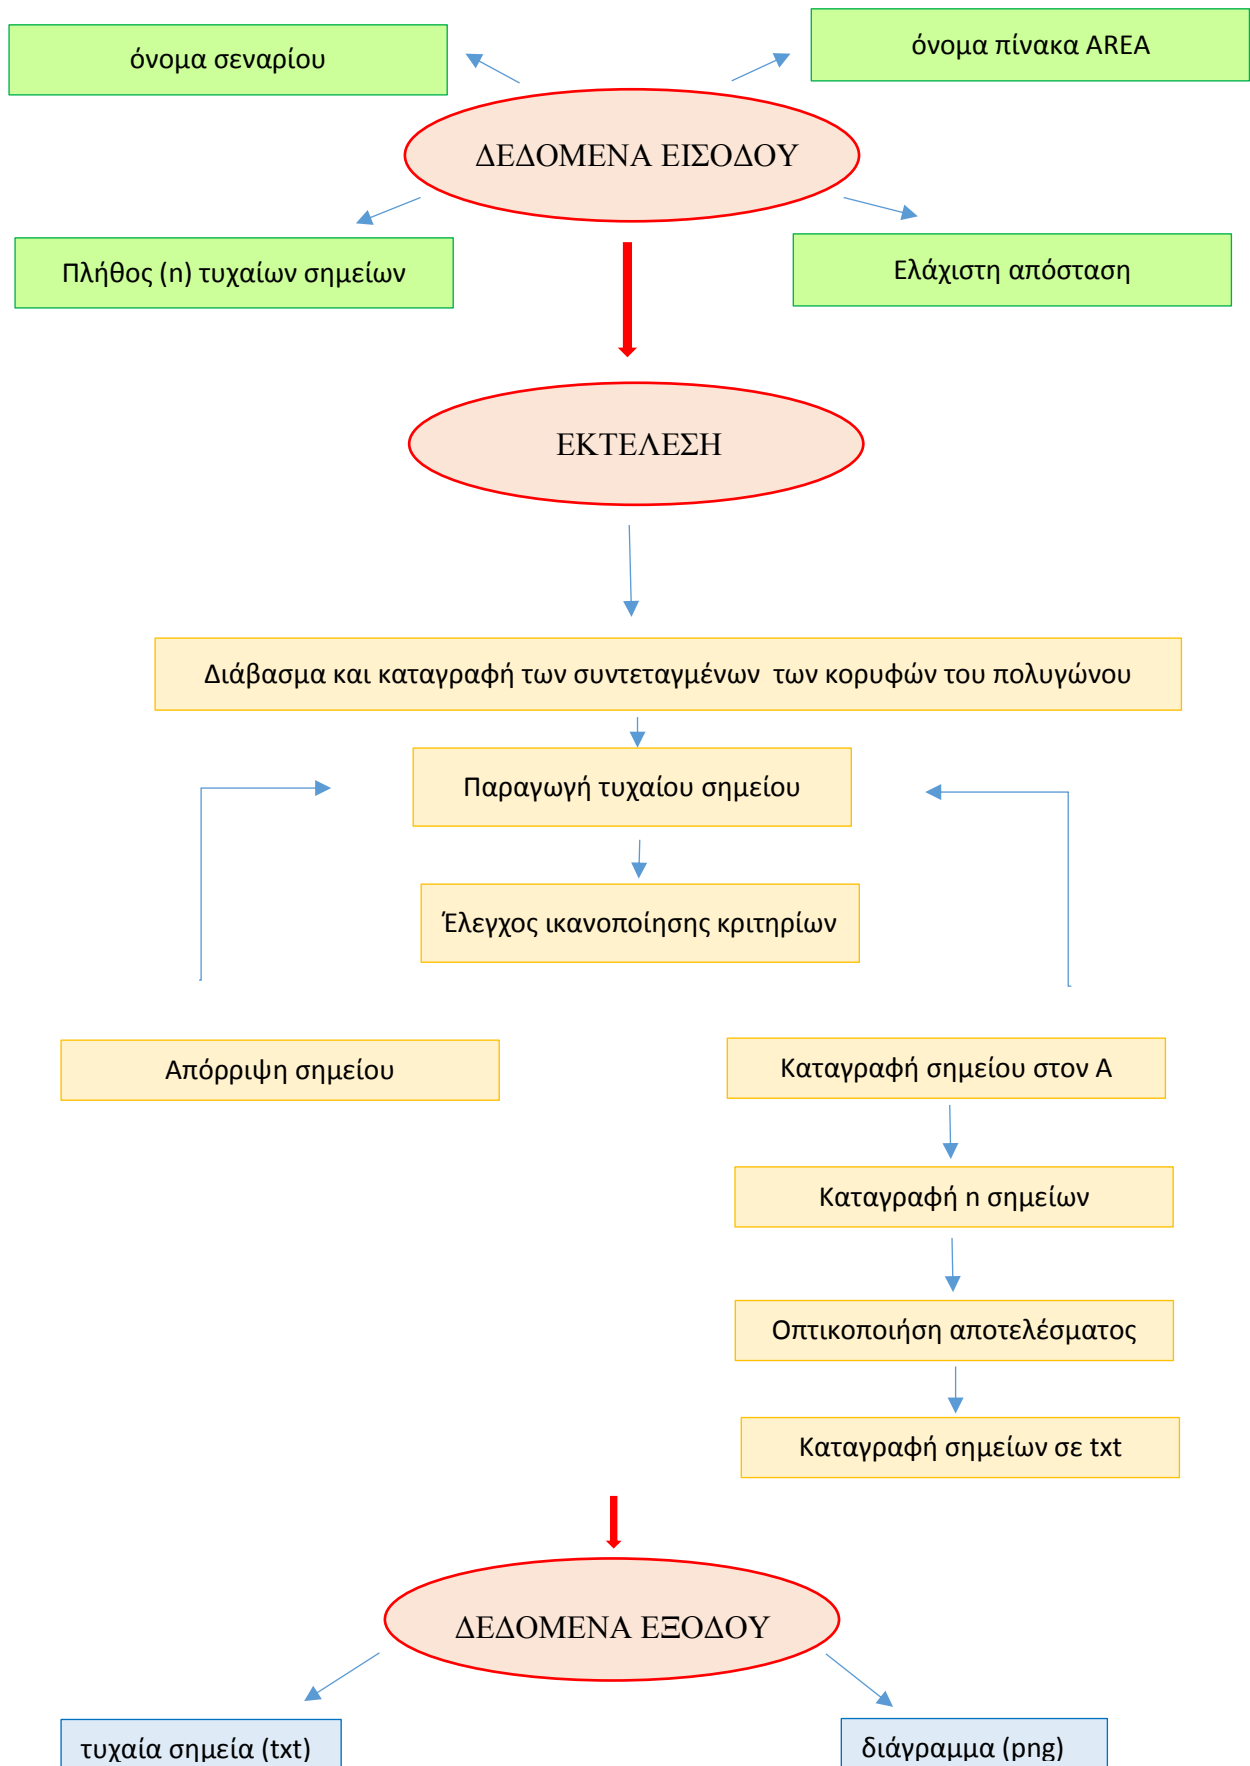 όνομα σεναρίου
όνομα πίνακα AREA
ΔΕΔΟΜΕΝΑ ΕΙΣΟΔΟΥ
Πλήθος (n) τυχαίων σημείων
Ελάχιστη απόσταση
ΕΚΤΕΛΕΣΗ
Διάβασμα και καταγραφή των συντεταγμένων των κορυφών του πολυγώνου
Παραγωγή τυχαίου σημείου
Έλεγχος ικανοποίησης κριτηρίων
Απόρριψη σημείου
Καταγραφή σημείου στον Α
Καταγραφή n σημείων
Οπτικοποιήση αποτελέσματος
Καταγραφή σημείων σε txt
ΔΕΔΟΜΕΝΑ ΕΞΟΔΟΥ
τυχαία σημεία (txt)
διάγραμμα (png)